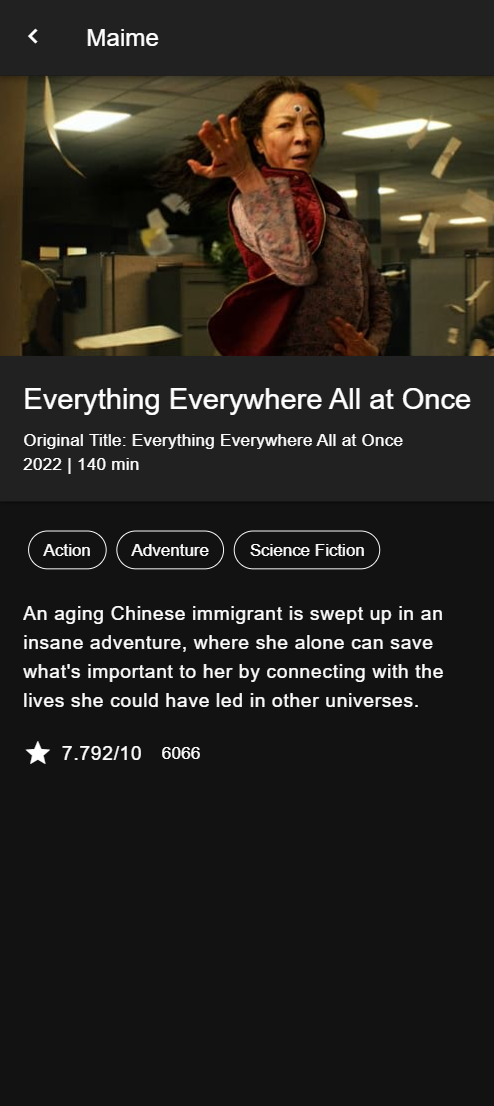 Maime
Everything Everywhere All at Once
Original Title: Everything Everywhere All at Once
2022 | 140 min
Action
Adventure
Science Fiction
An aging Chinese immigrant is swept up in an
insane adventure, where she alone can save
what's important to her by connecting with the
lives she could have led in other universes.
7.792/10
6066